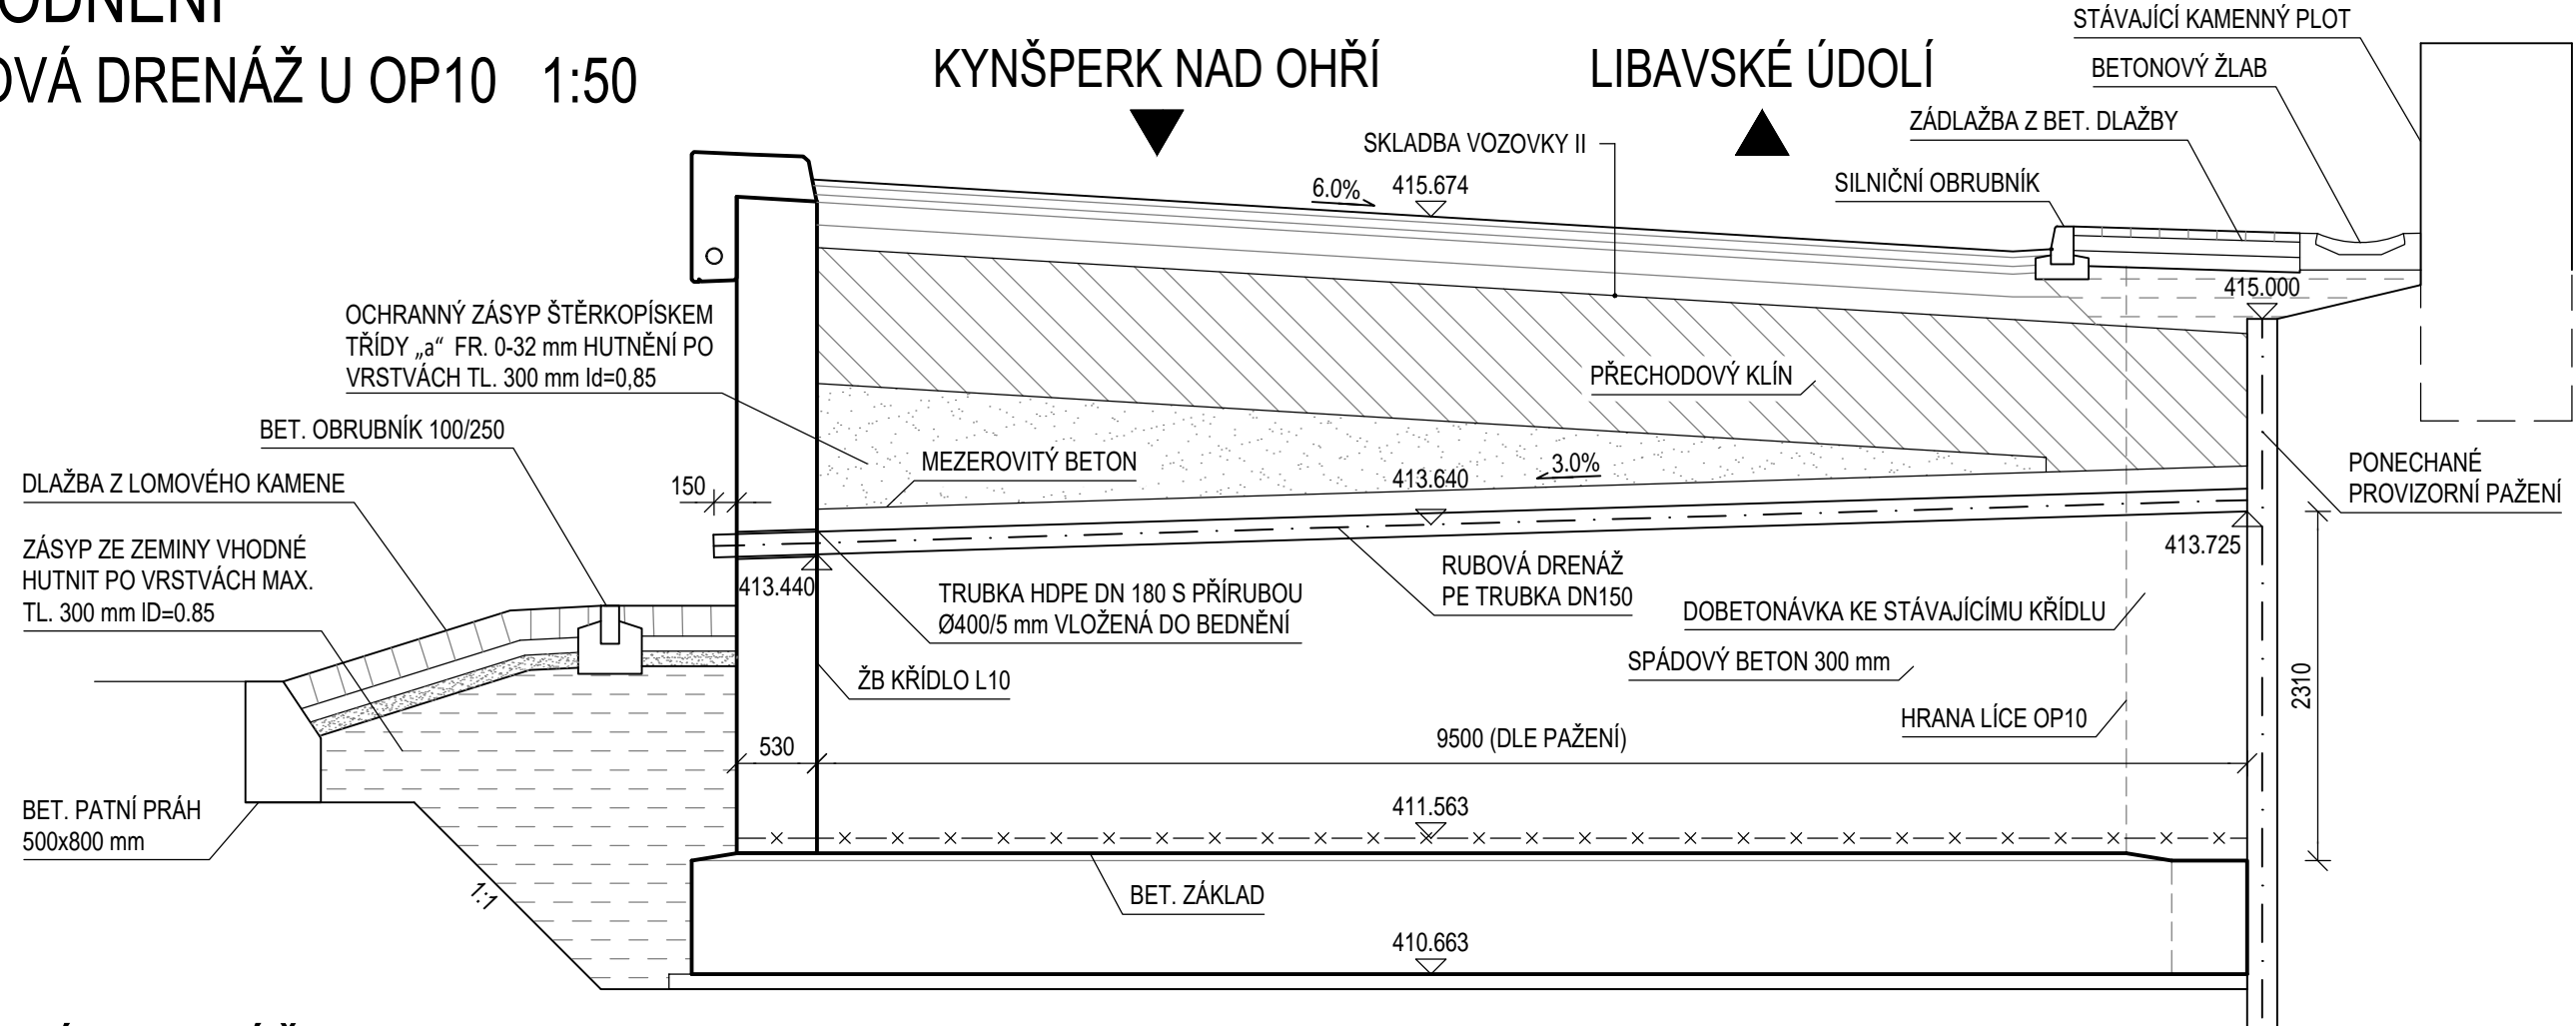 ODNĚNÍ
OVÁ DRENÁŽ U OP10 1:50
KYNŠPERK NAD OHŘÍ
LIBAVSKÉ ÚDOLÍ
STÁVAJÍCÍ KAMENNÝ PLOT
BETONOVÝ ŽLAB
ZÁDLAŽBA Z BET. DLAŽBY
SILNIČNÍ OBRUBNÍK
SKLADBA VOZOVKY II
6.0%
415.674
415.000
OCHRANNÝ ZÁSYP ŠTĚRKOPÍSKEM
TŘÍDY „a“ FR. 0-32 mm HUTNĚNÍ PO
VRSTVÁCH TL. 300 mm Id=0,85
BET. OBRUBNÍK 100/250
DLAŽBA Z LOMOVÉHO KAMENE
ZÁSYP ZE ZEMINY VHODNÉ
HUTNIT PO VRSTVÁCH MAX.
TL. 300 mm ID=0.85
150
MEZEROVITÝ BETON
PŘECHODOVÝ KLÍN
413.640
3.0%
PONECHANÉ
PROVIZORNÍ PAŽENÍ
413.440
413.725
TRUBKA HDPE DN 180 S PŘÍRUBOU
Ø400/5 mm VLOŽENÁ DO BEDNĚNÍ
RUBOVÁ DRENÁŽ
PE TRUBKA DN150
DOBETONÁVKA KE STÁVAJÍCÍMU KŘÍDLU
SPÁDOVÝ BETON 300 mm
ŽB KŘÍDLO L10
HRANA LÍCE OP10
2310
530
9500 (DLE PAŽENÍ)
BET. PATNÍ PRÁH
500x800 mm
411.563
1:1
BET. ZÁKLAD
410.663